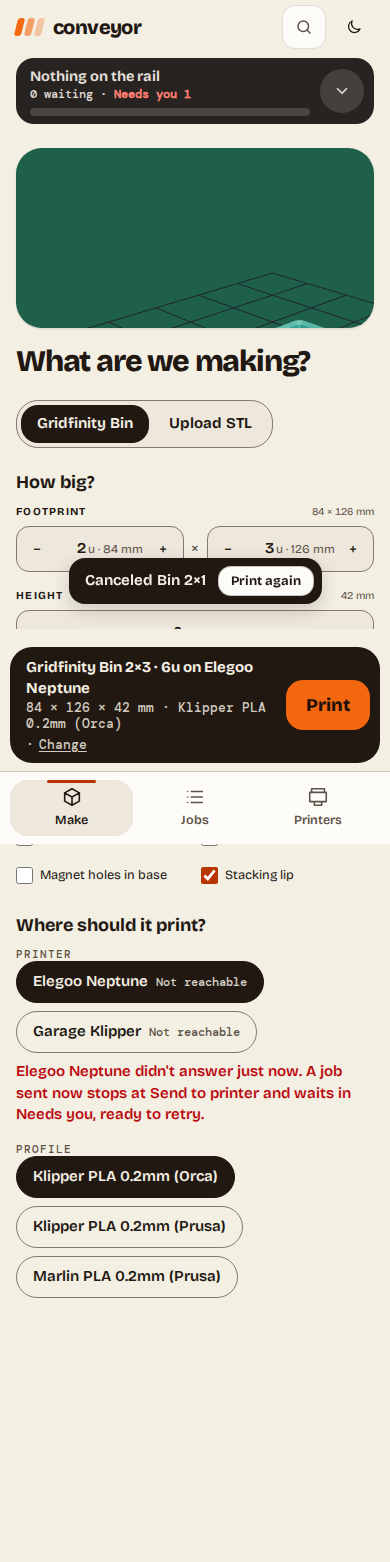 conveyor
Nothing on the rail
0 waiting · Needs you 1
What are we making?
Gridfinity Bin
Upload STL
How big?
FOOTPRINT
84 × 126 mm
− 2 u · 84 mm + × − 3 u · 126 mm +
Canceled Bin 2×1 Print again
HEIGHT
42 mm
Gridfinity Bin 2×3 · 6u on Elegoo
Neptune
84 × 126 × 42 mm · Klipper PLA
0.2mm (Orca)
· Change
Print
Make
Jobs
Printers
Magnet holes in base
Stacking lip
Where should it print?
PRINTER
Elegoo Neptune Not reachable
Garage Klipper Not reachable
Elegoo Neptune didn't answer just now. A job
sent now stops at Send to printer and waits in
Needs you, ready to retry.
PROFILE
Klipper PLA 0.2mm (Orca)
Klipper PLA 0.2mm (Prusa)
Marlin PLA 0.2mm (Prusa)